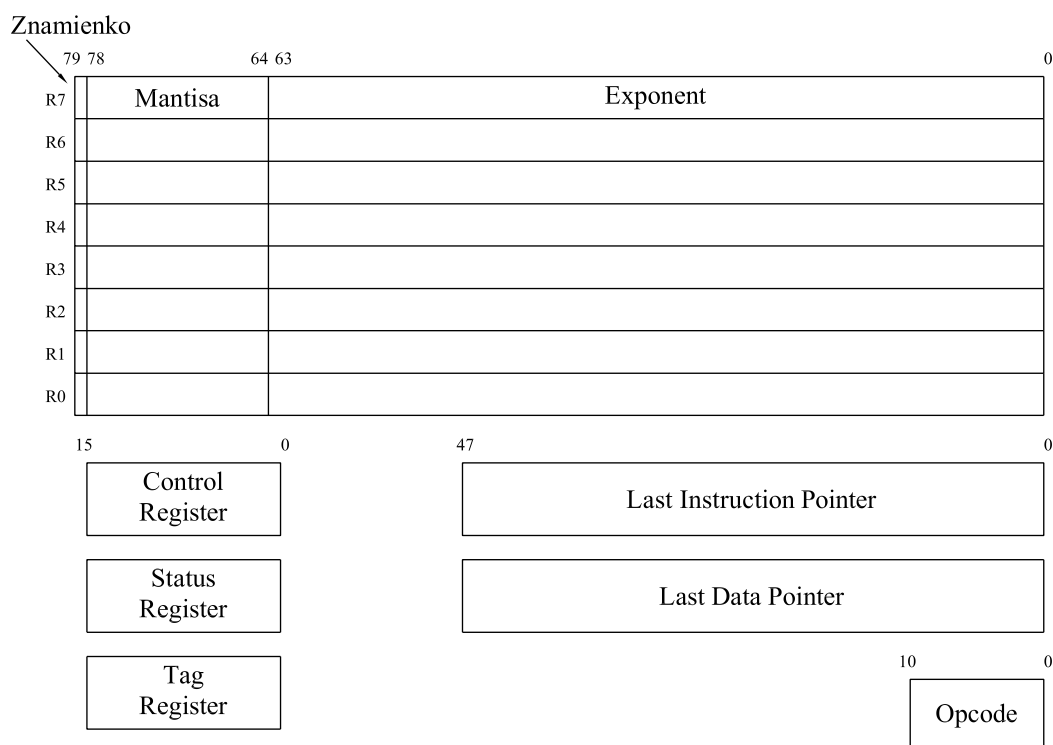 Znamienko
79 78 64 63 0
R7 Mantisa Exponent
R6
R5
R4
R3
R2
R1
R0
15 0 47 0
Control
Register
Last Instruction Pointer
Status
Register
Last Data Pointer
10 0
Tag
Register
Opcode